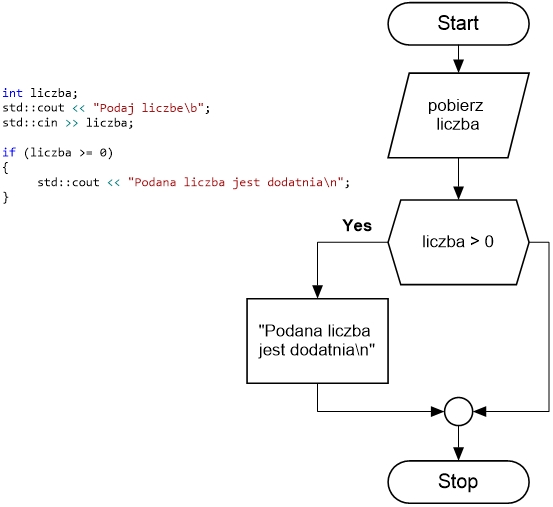 int liczba;
std::cout << "Podaj liczbe\b";
std::cin >> liczba;
if (liczba >= 0)
{
std::cout << "Podana liczba jest dodatnia\n";
}
Start
pobierz
liczba
liczba > 0
Yes
"Podana liczba
jest dodatnia\n"
Stop